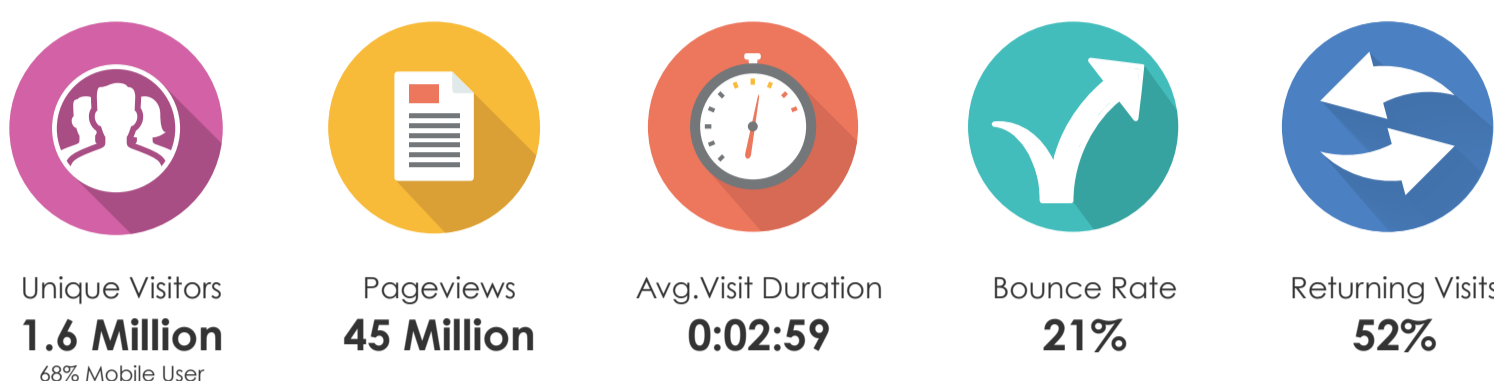 Unique Visitors
1.6 Million
68% Mobile User
Pageviews
45 Million
Avg.Visit Duration
0:02:59
Bounce Rate
21%
Returning Visits
52%